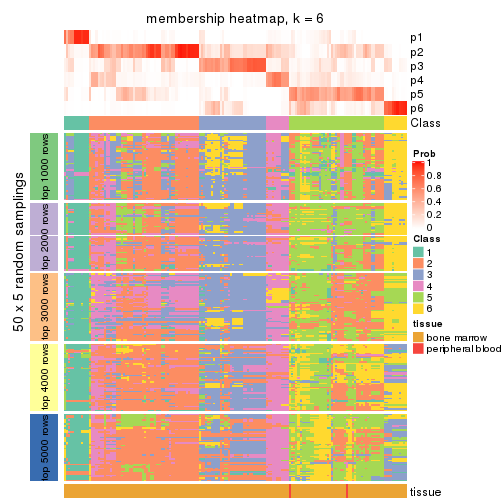 membership heatmap, k = 6
p1
p2
p3
p4
p5
p6
Class
50 x 5 random samplings
top 1000 rows
top 2000 rows
top 3000 rows
top 4000 rows
top 5000 rows
Prob
1
0.8
0.6
0.4
0.2
0
Class
1
2
3
4
5
6
tissue
bone marrow
peripheral blood
tissue